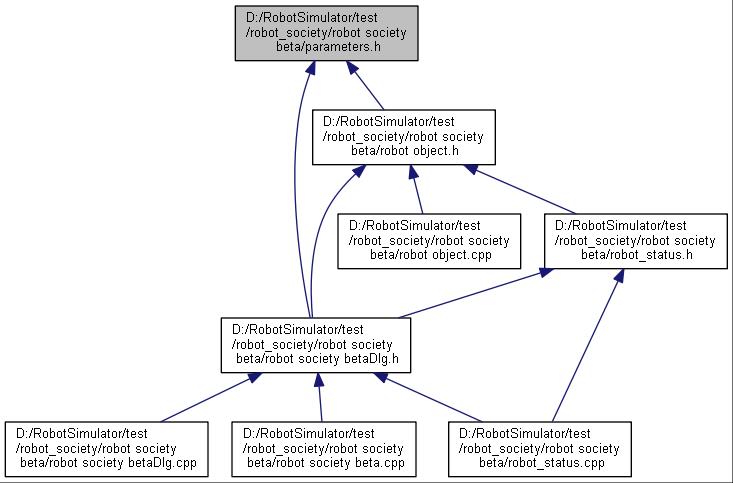 D:/RobotSimulator/test
/robot_society/robot society
beta/parameters.h
D:/RobotSimulator/test
/robot_society/robot society
beta/robot object.h
D:/RobotSimulator/test
/robot_society/robot society
beta/robot object.cpp
D:/RobotSimulator/test
/robot_society/robot society
beta/robot_status.h
D:/RobotSimulator/test
/robot_society/robot society
beta/robot society betaDlg.h
D:/RobotSimulator/test
/robot_society/robot society
beta/robot society betaDlg.cpp
D:/RobotSimulator/test
/robot_society/robot society
beta/robot society beta.cpp
D:/RobotSimulator/test
/robot_society/robot society
beta/robot_status.cpp